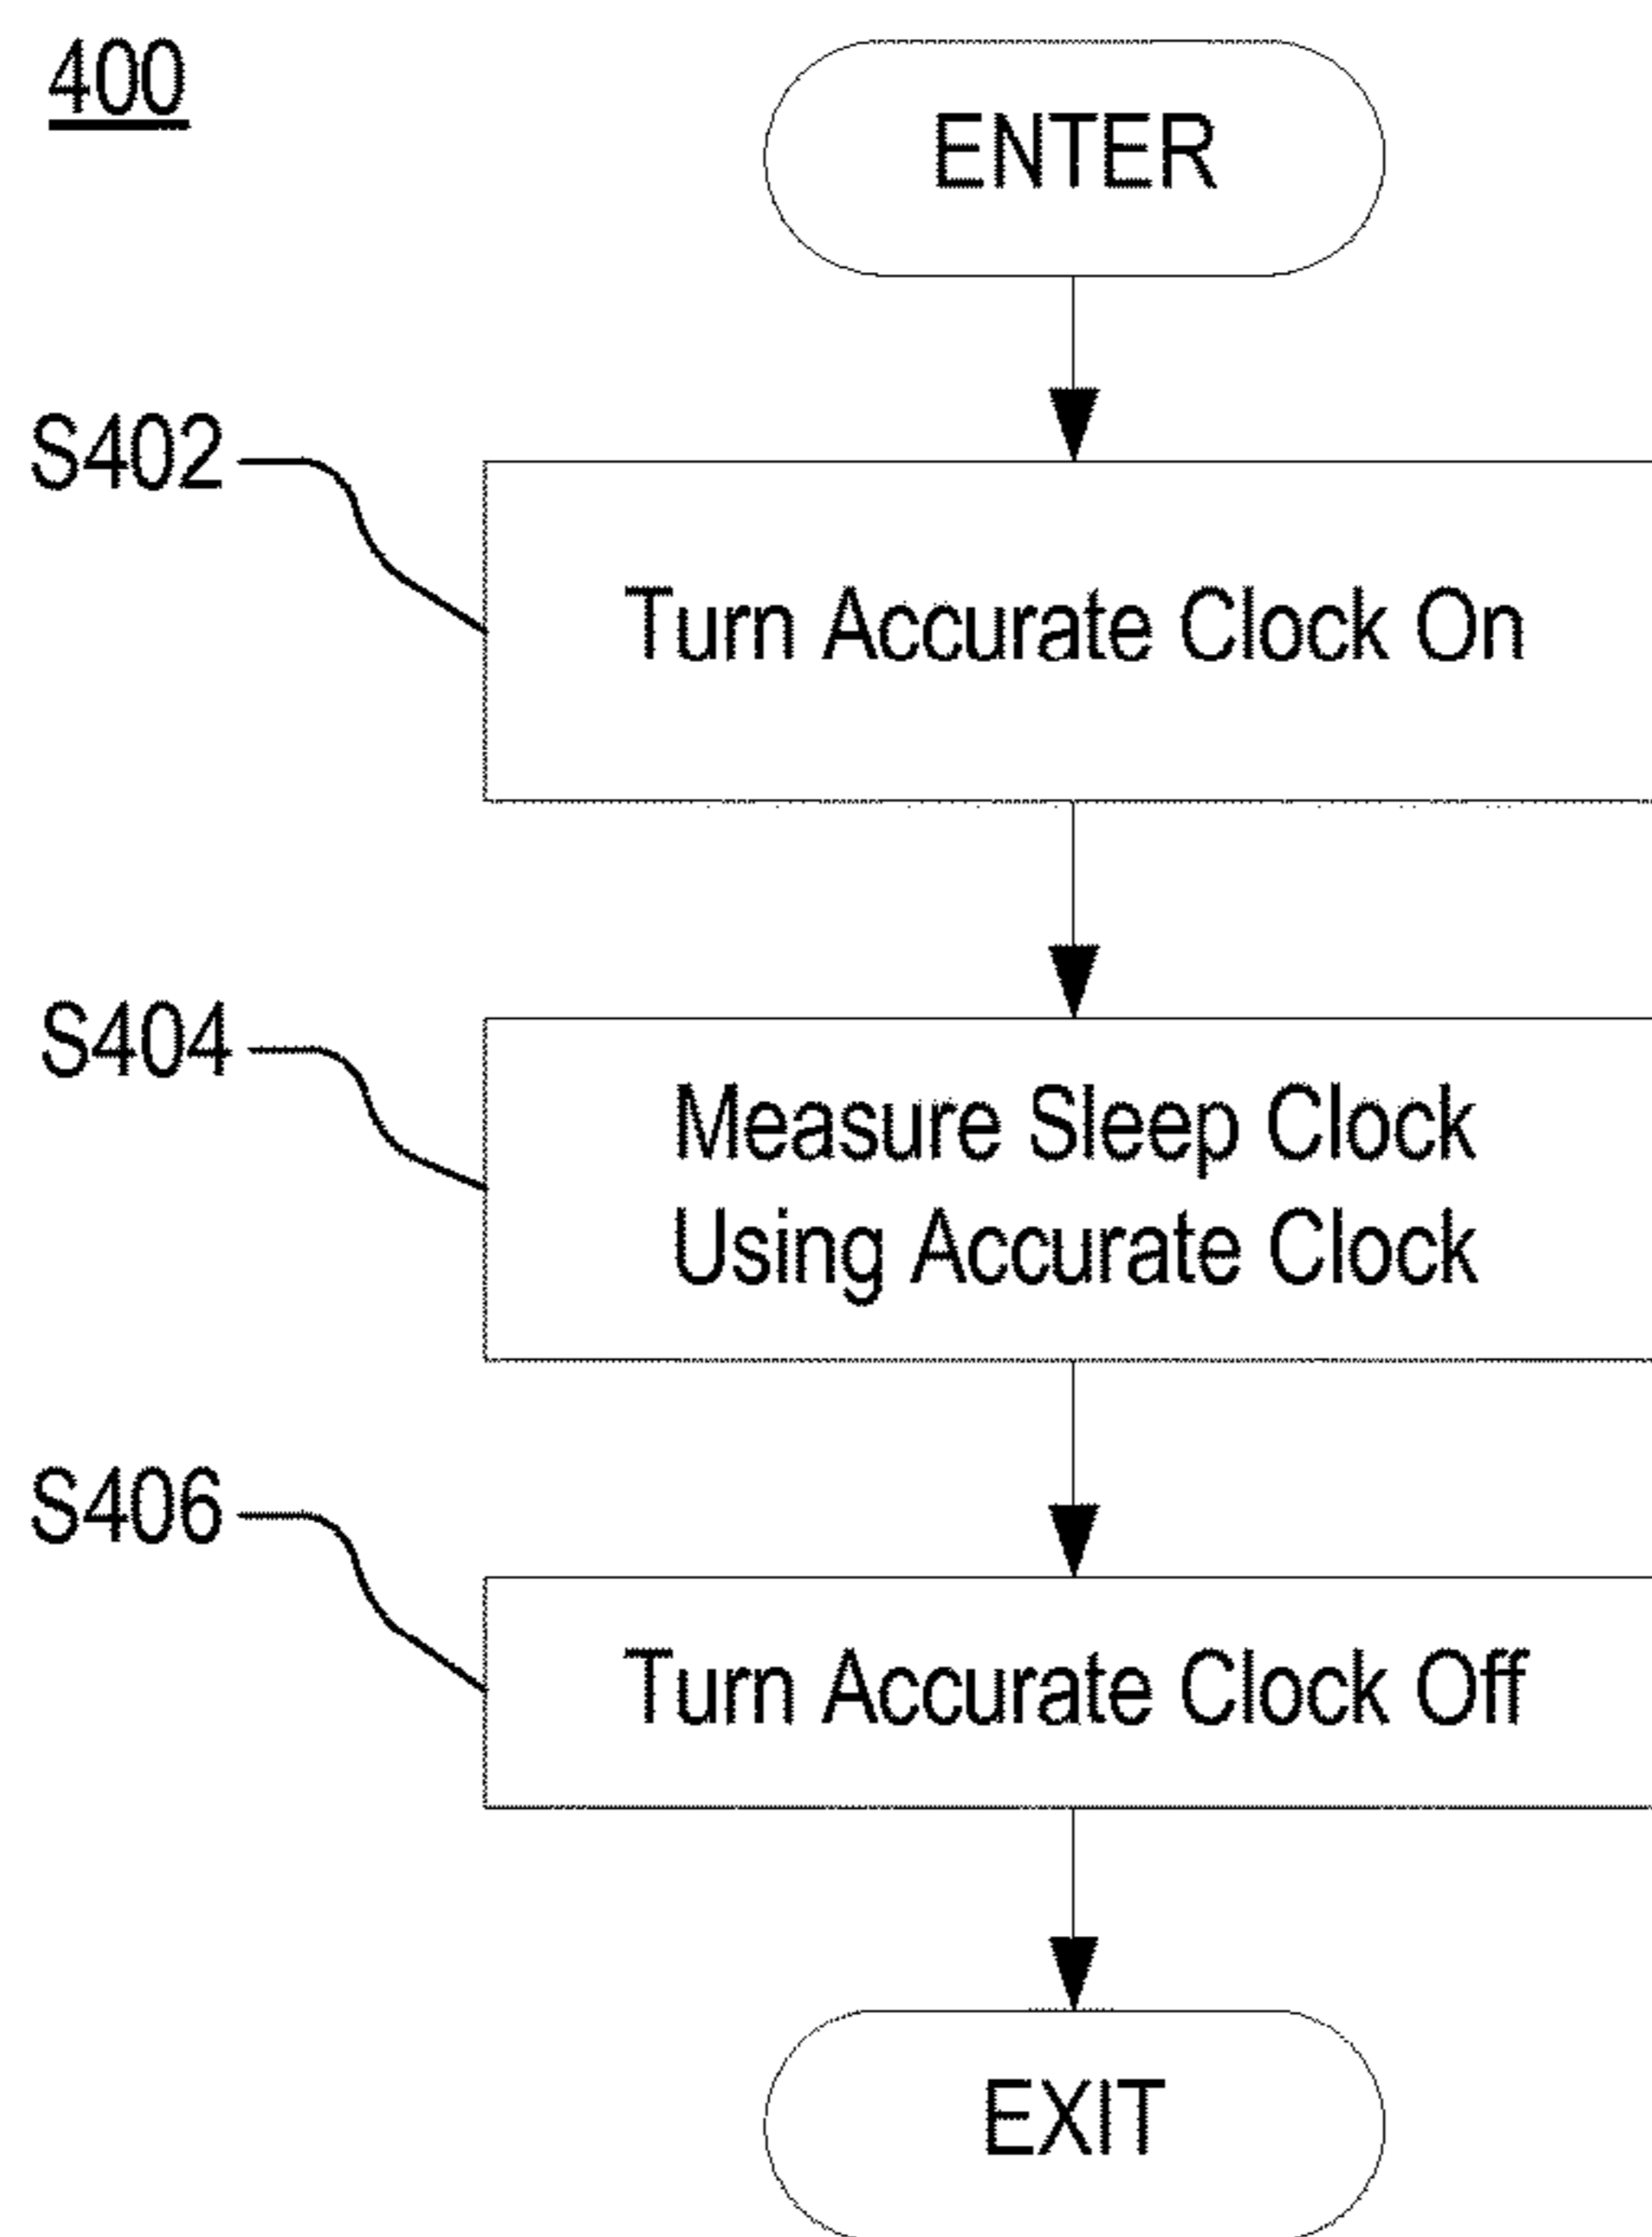 400
ENTER
S402
Turn Accurate Clock On
S404
Measure Sleep Clock
Using Accurate Clock
S406
Turn Accurate Clock Off
EXIT